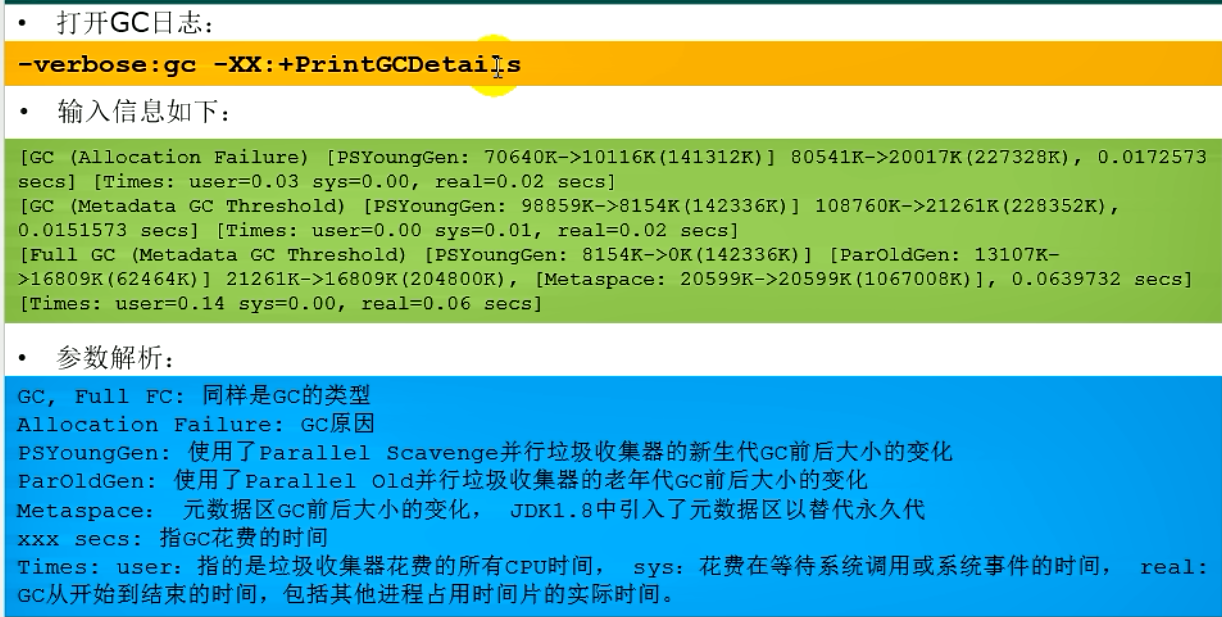 • 打开GC日志：
-verbose:gc -XX:+PrintGCDetails
• 输入信息如下：
[GC (Allocation Failure) [PSYoungGen: 70640K->10116K(141312K)] 80541K->20017K(227328K), 0.0172573
secs] [Times: user=0.03 sys=0.00, real=0.02 secs]
[GC (Metadata GC Threshold) [PSYoungGen: 98859K->8154K(142336K)] 108760K->21261K(228352K),
0.0151573 secs] [Times: user=0.00 sys=0.01, real=0.02 secs]
[Full GC (Metadata GC Threshold) [PSYoungGen: 8154K->0K(142336K)] [ParOldGen: 13107K-
>16809K(62464K)] 21261K->16809K(204800K), [Metaspace: 20599K->20599K(1067008K)], 0.0639732 secs]
[Times: user=0.14 sys=0.00, real=0.06 secs]
• 参数解析：
GC, Full FC: 同样是GC的类型
Allocation Failure: GC原因
PSYoungGen: 使用了Parallel Scavenge并行垃圾收集器的新生代GC前后大小的变化
ParOldGen: 使用了Parallel Old并行垃圾收集器的老年代GC前后大小的变化
Metaspace: 元数据区GC前后大小的变化, JDK1.8中引入了元数据区以替代永久代
xxx secs: 指GC花费的时间
Times: user: 指的是垃圾收集器花费的所有CPU时间, sys: 花费在等待系统调用或系统事件的时间, real:
GC从开始到结束的时间，包括其他进程占用时间片的实际时间。